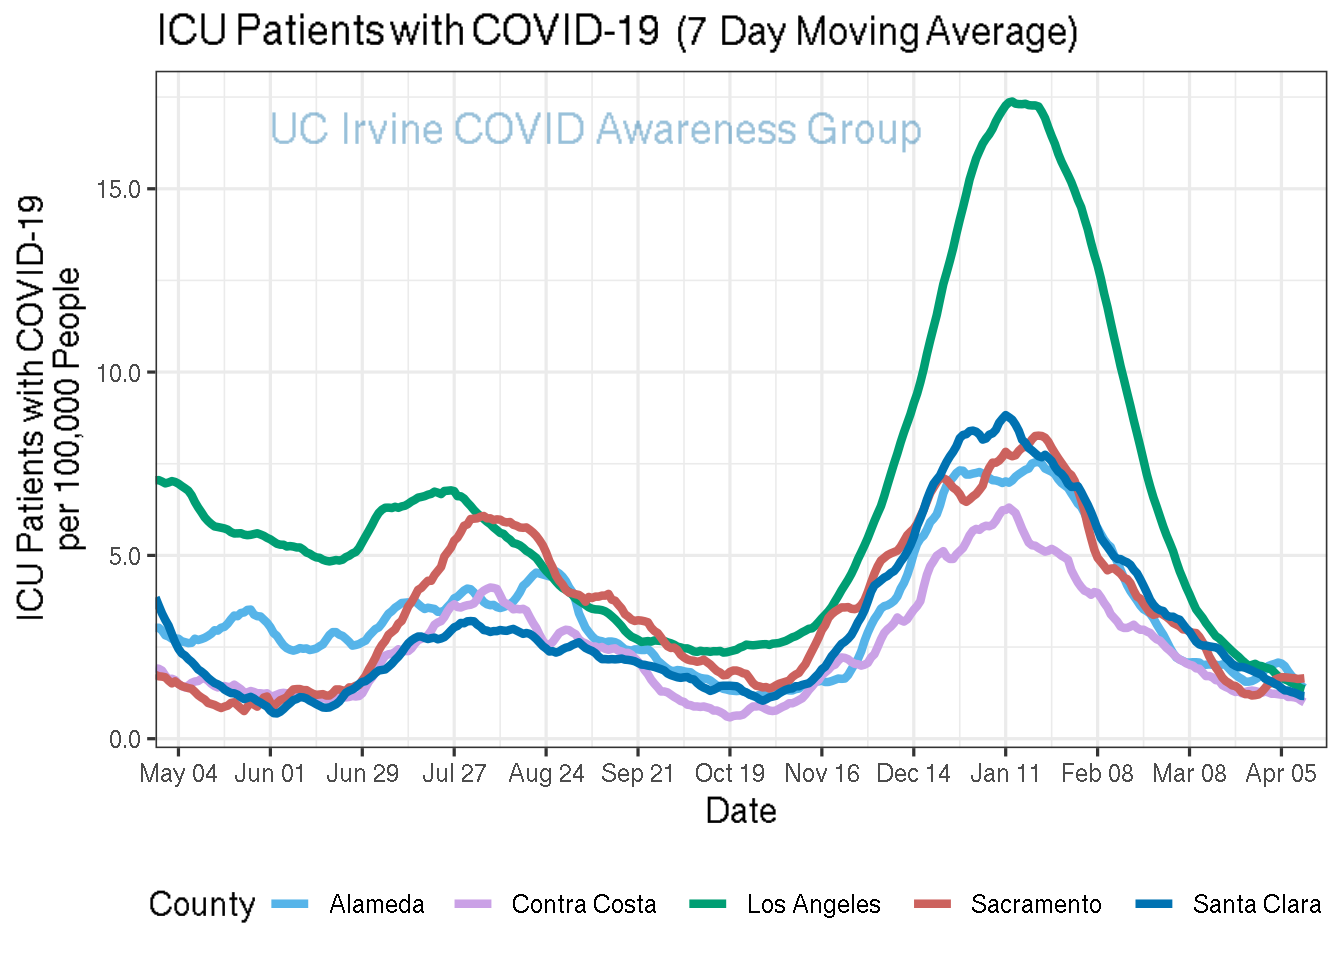 ICU Patients with COVID-19 (7 Day Moving Average)
UC Irvine COVID Awareness Group
ICU Patients with COVID-19
per 100,000 People
15.0
10.0
5.0
0.0
May 04 Jun 01 Jun 29 Jul 27 Aug 24 Sep 21 Oct 19 Nov 16 Dec 14 Jan 11 Feb 08 Mar 08 Apr 05
Date
County Alameda Contra Costa Los Angeles Sacramento Santa Clara